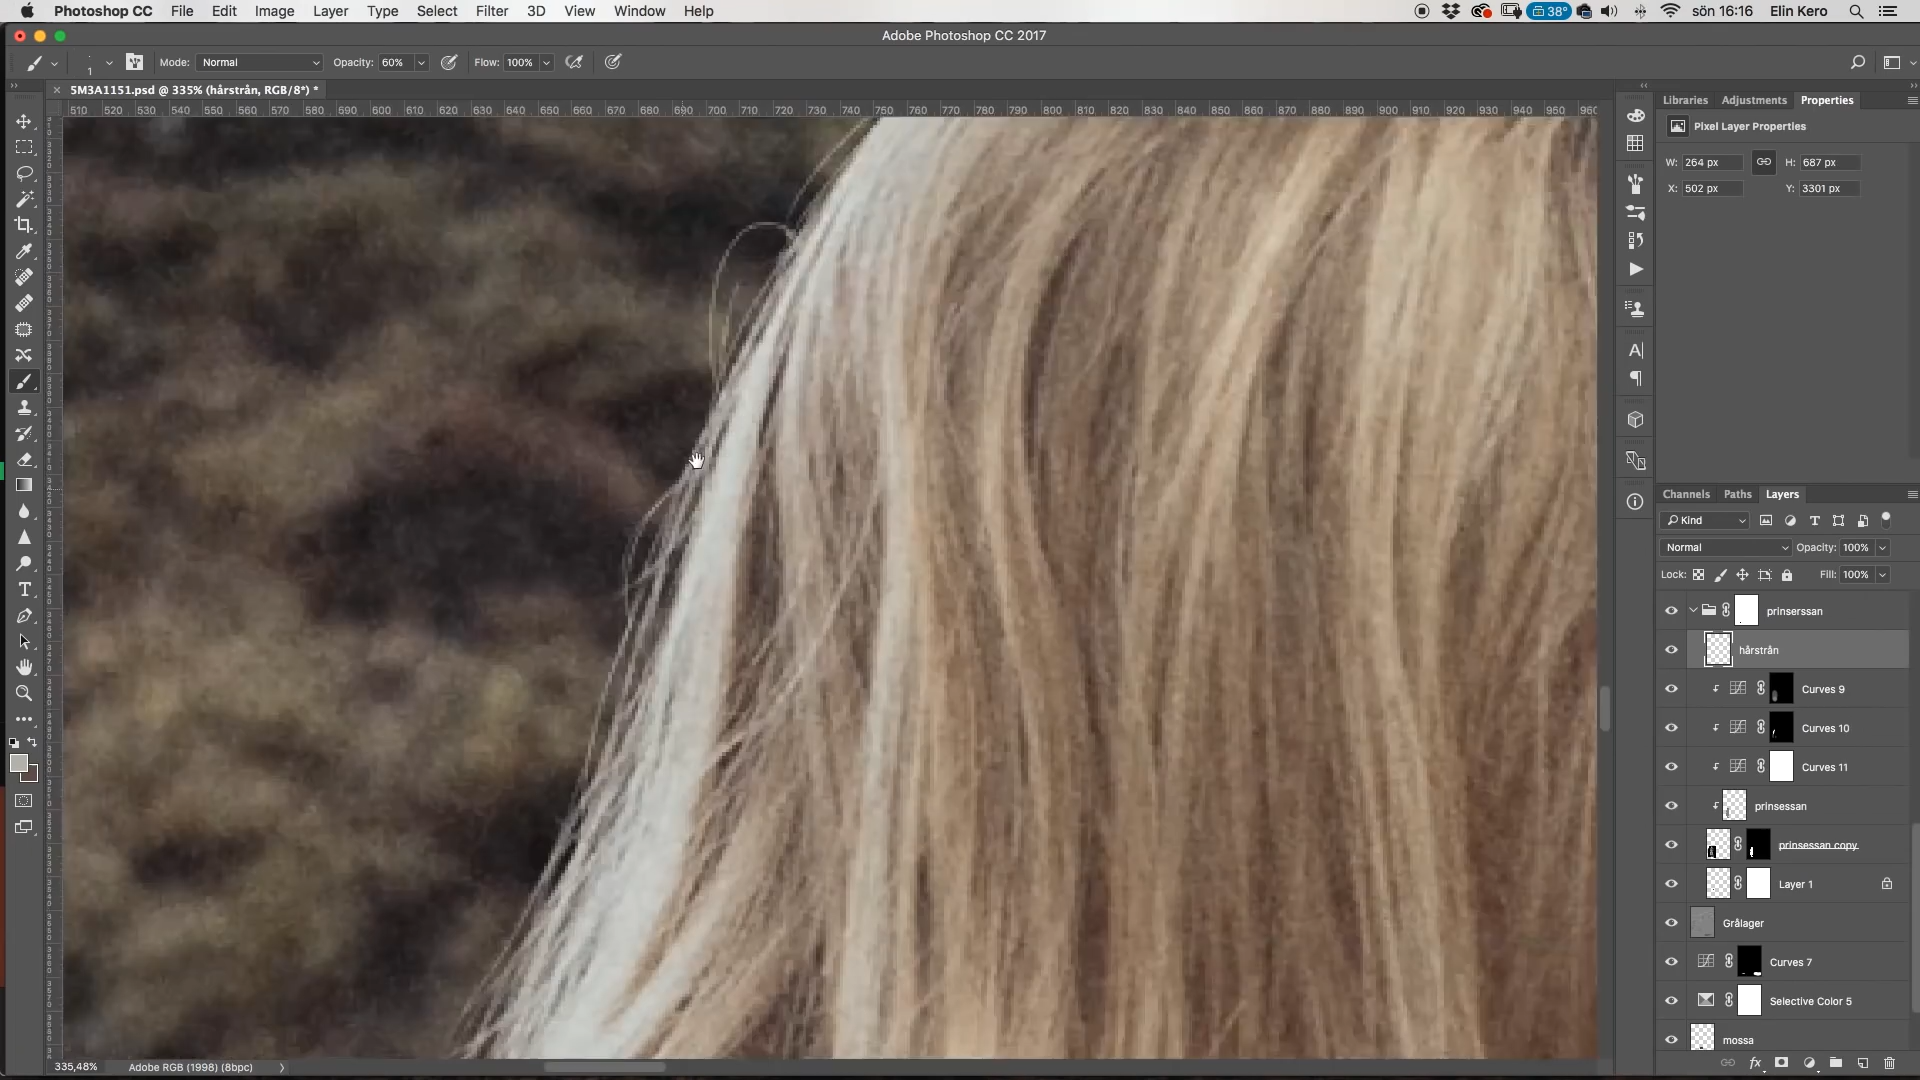 Photoshop CC File Edit Image Layer Type Select Filter 3D View Window Help 38° sön 16:16 Elin Kero
Adobe Photoshop CC 2017
1 Mode: Normal Opacity: 60% Flow: 100%
× 5M3A1151.psd @ 335% (hårstrån, RGB/8*) *
510 520 530 540 550 560 570 580 590 600 610 620 630 640 650 660 670 680 690 700 710 720 730 740 750 760 770 780 790 800 810 820 830 840 850 860 870 880 890 900 910 920 930 940 950 960
Libraries Adjustments Properties
Pixel Layer Properties
W: 264 px H: 687 px
X: 502 px Y: 3301 px
Channels Paths Layers
Kind
Normal Opacity: 100%
Lock: Fill: 100%
prinserssan
hårstrån
Curves 9
Curves 10
Curves 11
prinsessan
prinsessan copy
Layer 1
Grålager
Curves 7
Selective Color 5
mossa
335,48% Adobe RGB (1998) (8bpc)
fx